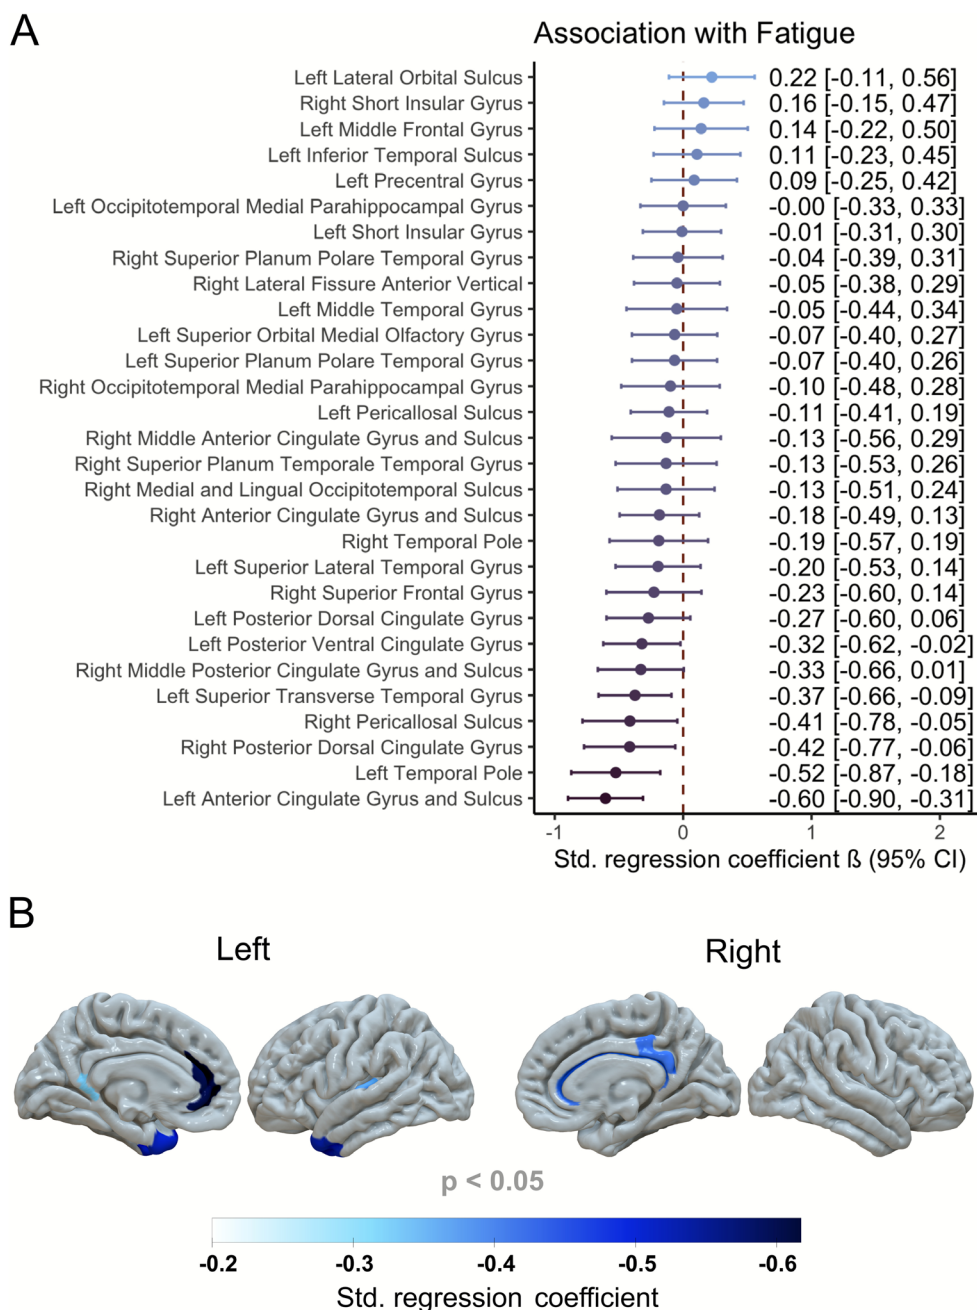 A
Association with Fatigue
Left Lateral Orbital Sulcus 0.22 [-0.11, 0.56]
Right Short Insular Gyrus 0.16 [-0.15, 0.47]
Left Middle Frontal Gyrus 0.14 [-0.22, 0.50]
Left Inferior Temporal Sulcus 0.11 [-0.23, 0.45]
Left Precentral Gyrus 0.09 [-0.25, 0.42]
Left Occipitotemporal Medial Parahippocampal Gyrus -0.00 [-0.33, 0.33]
Left Short Insular Gyrus -0.01 [-0.31, 0.30]
Right Superior Planum Polare Temporal Gyrus -0.04 [-0.39, 0.31]
Right Lateral Fissure Anterior Vertical -0.05 [-0.38, 0.29]
Left Middle Temporal Gyrus -0.05 [-0.44, 0.34]
Left Superior Orbital Medial Olfactory Gyrus -0.07 [-0.40, 0.27]
Left Superior Planum Polare Temporal Gyrus -0.07 [-0.40, 0.26]
Right Occipitotemporal Medial Parahippocampal Gyrus -0.10 [-0.48, 0.28]
Left Pericallosal Sulcus -0.11 [-0.41, 0.19]
Right Middle Anterior Cingulate Gyrus and Sulcus -0.13 [-0.56, 0.29]
Right Superior Planum Temporale Temporal Gyrus -0.13 [-0.53, 0.26]
Right Medial and Lingual Occipitotemporal Sulcus -0.13 [-0.51, 0.24]
Right Anterior Cingulate Gyrus and Sulcus -0.18 [-0.49, 0.13]
Right Temporal Pole -0.19 [-0.57, 0.19]
Left Superior Lateral Temporal Gyrus -0.20 [-0.53, 0.14]
Right Superior Frontal Gyrus -0.23 [-0.60, 0.14]
Left Posterior Dorsal Cingulate Gyrus -0.27 [-0.60, 0.06]
Left Posterior Ventral Cingulate Gyrus -0.32 [-0.62, -0.02]
Right Middle Posterior Cingulate Gyrus and Sulcus -0.33 [-0.66, 0.01]
Left Superior Transverse Temporal Gyrus -0.37 [-0.66, -0.09]
Right Pericallosal Sulcus -0.41 [-0.78, -0.05]
Right Posterior Dorsal Cingulate Gyrus -0.42 [-0.77, -0.06]
Left Temporal Pole -0.52 [-0.87, -0.18]
Left Anterior Cingulate Gyrus and Sulcus -0.60 [-0.90, -0.31]
-1 0 1 2
Std. regression coefficient ß (95% CI)
B
Left Right
p < 0.05
-0.2 -0.3 -0.4 -0.5 -0.6
Std. regression coefficient